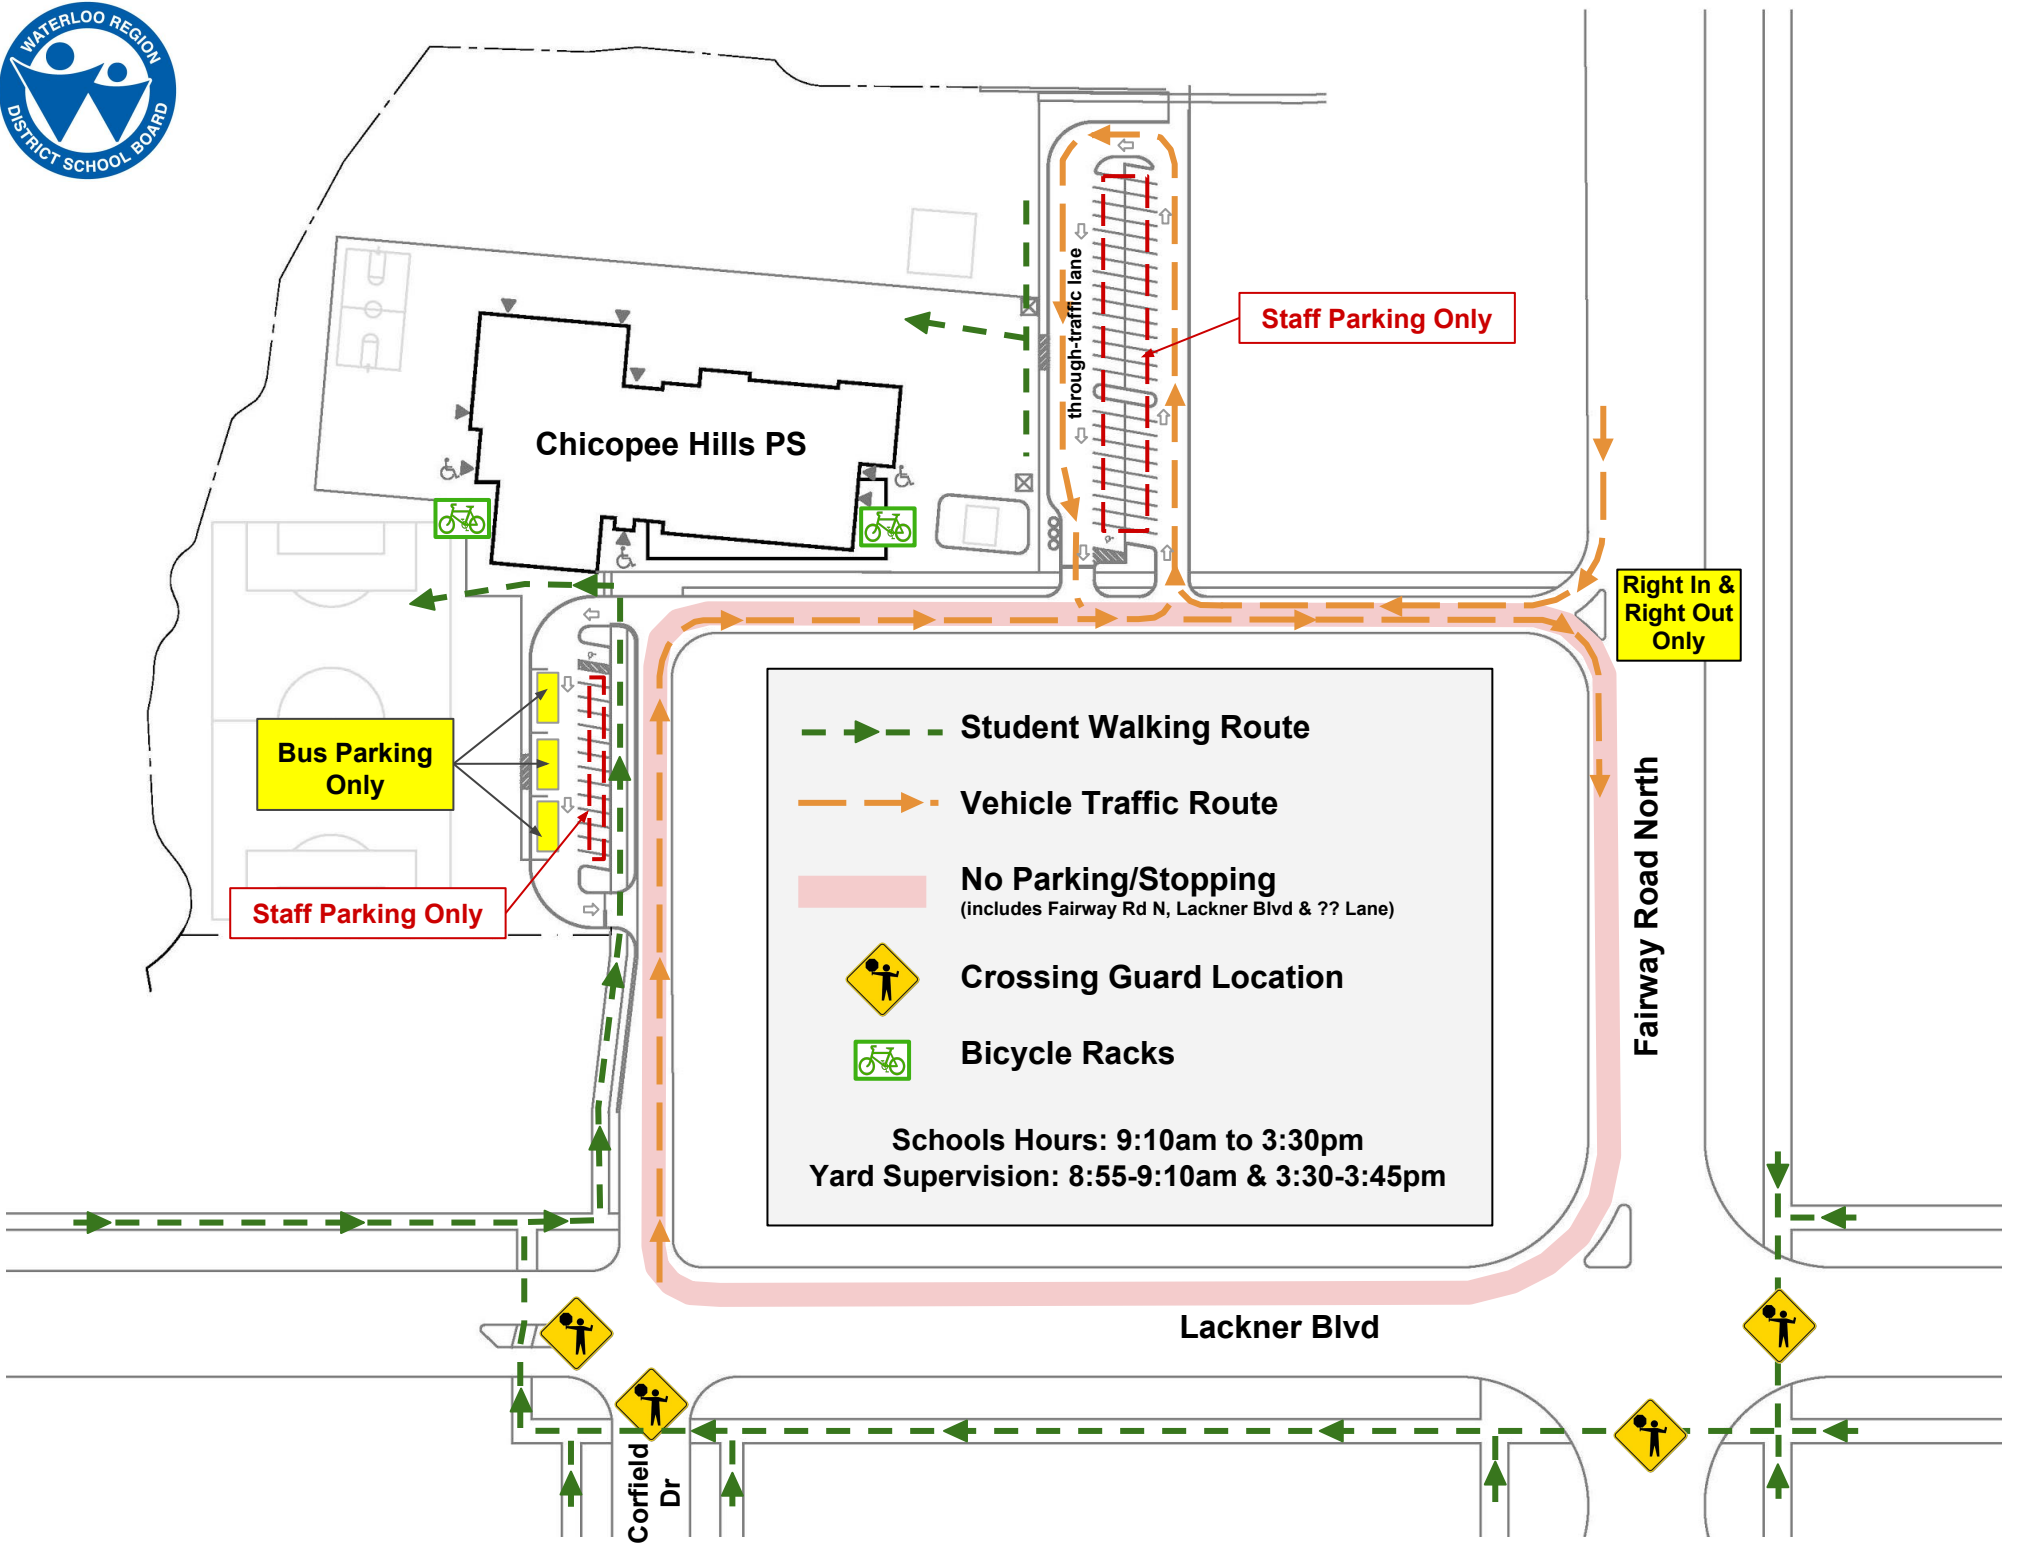 WATERLOO REGION
DISTRICT SCHOOL BOARD
through-traffic lane
Staff Parking Only
Chicopee Hills PS
Right In &
Right Out
Only
Bus Parking
Only
Staff Parking Only
Student Walking Route
Vehicle Traffic Route
No Parking/Stopping
(includes Fairway Rd N, Lackner Blvd & ?? Lane)
Crossing Guard Location
Bicycle Racks
Schools Hours: 9:10am to 3:30pm
Yard Supervision: 8:55-9:10am & 3:30-3:45pm
Fairway Road North
Lackner Blvd
Corfield
Dr